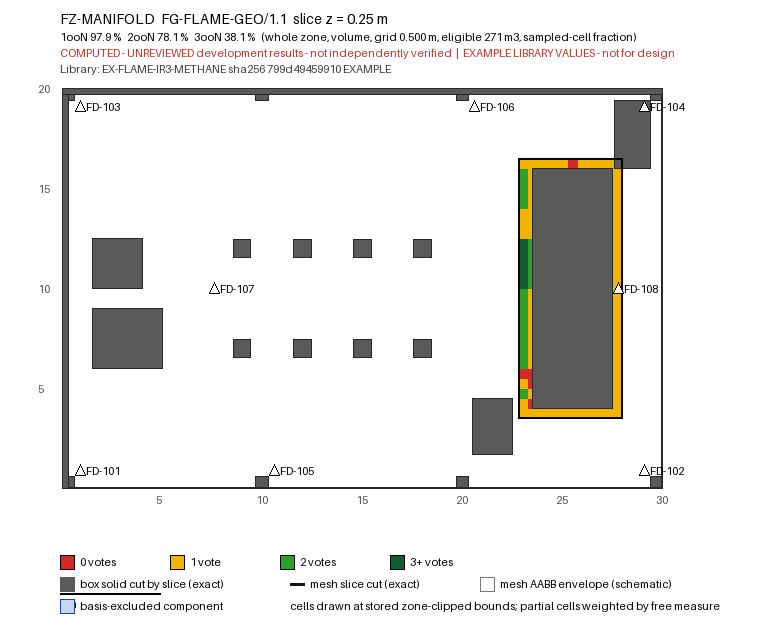 FZ-MANIFOLD FG-FLAME-GEO/1.1 slice z = 0.25 m
1ooN 97.9 % 2ooN 78.1 % 3ooN 38.1 % (whole zone, volume, grid 0.500 m, eligible 271 m3, sampled-cell fraction)
COMPUTED - UNREVIEWED development results - not independently verified | EXAMPLE LIBRARY VALUES - not for design
Library: EX-FLAME-IR3-METHANE sha256 799d49459910 EXAMPLE
20
FD-103
FD-106
FD-104
15
10
FD-107
FD-108
5
FD-101
FD-105
FD-102
5
10
15
20
25
30
0 votes
1 vote
2 votes
3+ votes
box solid cut by slice (exact)
mesh slice cut (exact)
mesh AABB envelope (schematic)
basis-excluded component
cells drawn at stored zone-clipped bounds; partial cells weighted by free measure